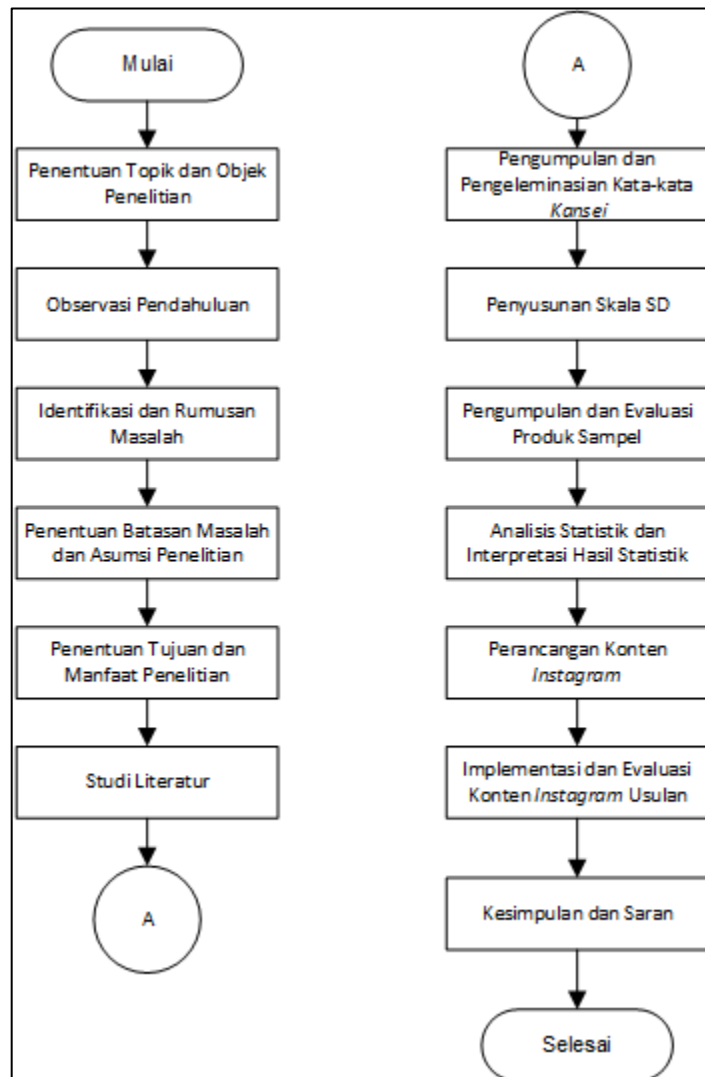 Mulai
Penentuan Topik dan Objek
Penelitian
Observasi Pendahuluan
Identifikasi dan Rumusan
Masalah
Penentuan Batasan Masalah
dan Asumsi Penelitian
Penentuan Tujuan dan
Manfaat Penelitian
Studi Literatur
A
A
Pengumpulan dan
Pengeleminasian Kata-kata
Kansei
Penyusunan Skala SD
Pengumpulan dan Evaluasi
Produk Sampel
Analisis Statistik dan
Interpretasi Hasil Statistik
Perancangan Konten
Instagram
Implementasi dan Evaluasi
Konten Instagram Usulan
Kesimpulan dan Saran
Selesai